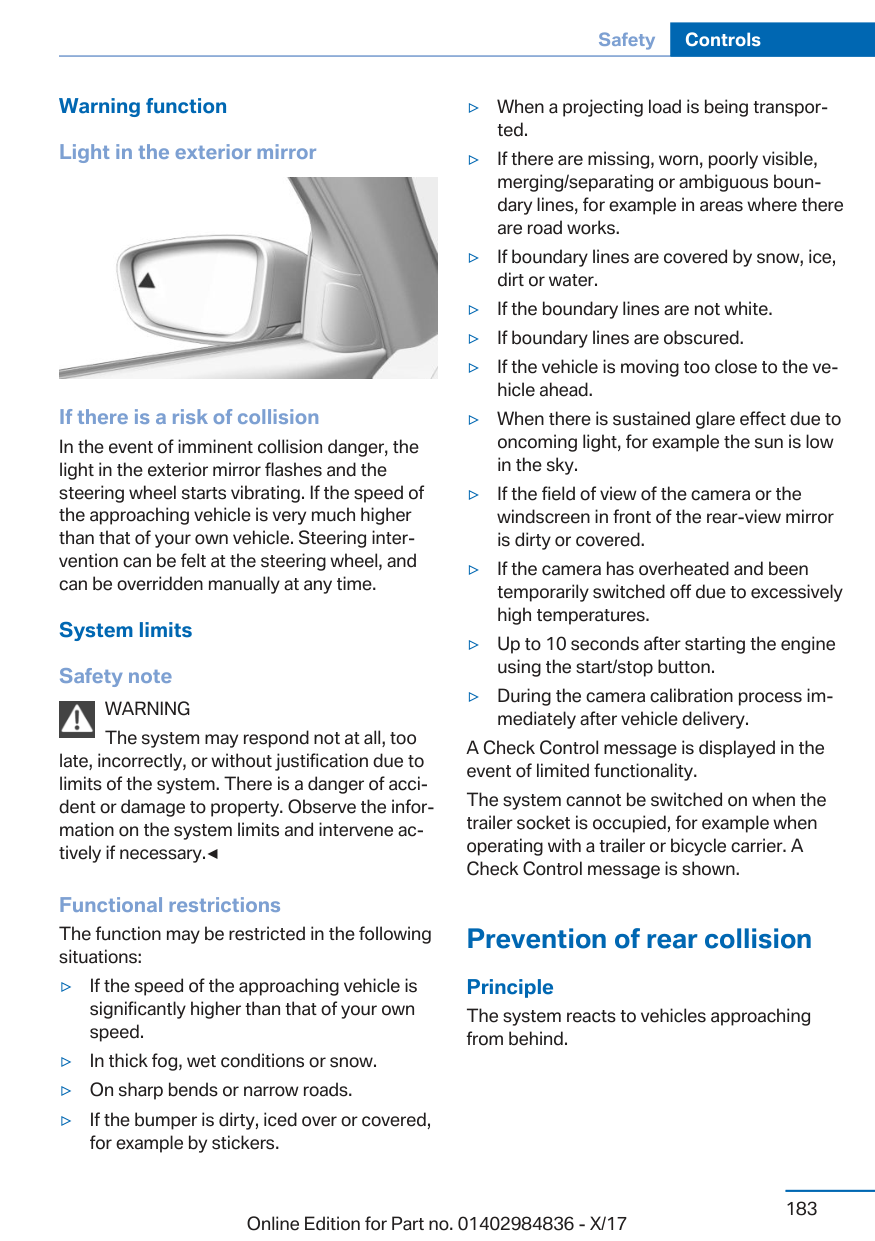 Safety Controls
Warning function
Light in the exterior mirror
If there is a risk of collision
In the event of imminent collision danger, the
light in the exterior mirror flashes and the
steering wheel starts vibrating. If the speed of
the approaching vehicle is very much higher
than that of your own vehicle. Steering inter-
vention can be felt at the steering wheel, and
can be overridden manually at any time.
System limits
Safety note
WARNING
The system may respond not at all, too
late, incorrectly, or without justification due to
limits of the system. There is a danger of acci-
dent or damage to property. Observe the infor-
mation on the system limits and intervene ac-
tively if necessary.◄
Functional restrictions
The function may be restricted in the following
situations:
▷ If the speed of the approaching vehicle is
significantly higher than that of your own
speed.
▷ In thick fog, wet conditions or snow.
▷ On sharp bends or narrow roads.
▷ If the bumper is dirty, iced over or covered,
for example by stickers.
▷ When a projecting load is being transpor-
ted.
▷ If there are missing, worn, poorly visible,
merging/separating or ambiguous boun-
dary lines, for example in areas where there
are road works.
▷ If boundary lines are covered by snow, ice,
dirt or water.
▷ If the boundary lines are not white.
▷ If boundary lines are obscured.
▷ If the vehicle is moving too close to the ve-
hicle ahead.
▷ When there is sustained glare effect due to
oncoming light, for example the sun is low
in the sky.
▷ If the field of view of the camera or the
windscreen in front of the rear-view mirror
is dirty or covered.
▷ If the camera has overheated and been
temporarily switched off due to excessively
high temperatures.
▷ Up to 10 seconds after starting the engine
using the start/stop button.
▷ During the camera calibration process im-
mediately after vehicle delivery.
A Check Control message is displayed in the
event of limited functionality.
The system cannot be switched on when the
trailer socket is occupied, for example when
operating with a trailer or bicycle carrier. A
Check Control message is shown.
Prevention of rear collision
Principle
The system reacts to vehicles approaching
from behind.
183
Online Edition for Part no. 01402984836 - X/17